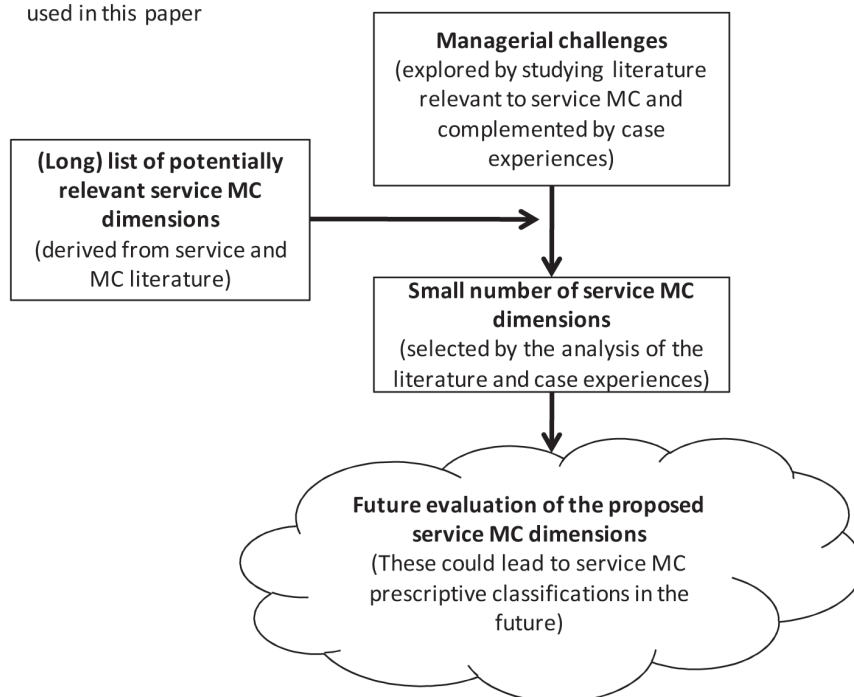 used in this paper
Managerial challenges
(explored by studying literature
relevant to service MC and
complemented by case
experiences)
(Long) list of potentially
relevant service MC
dimensions
(derived from service and
MC literature)
Small number of service MC
dimensions
(selected by the analysis of the
literature and case experiences)
Future evaluation of the proposed
service MC dimensions
(These could lead to service MC
prescriptive classifications in the
future)